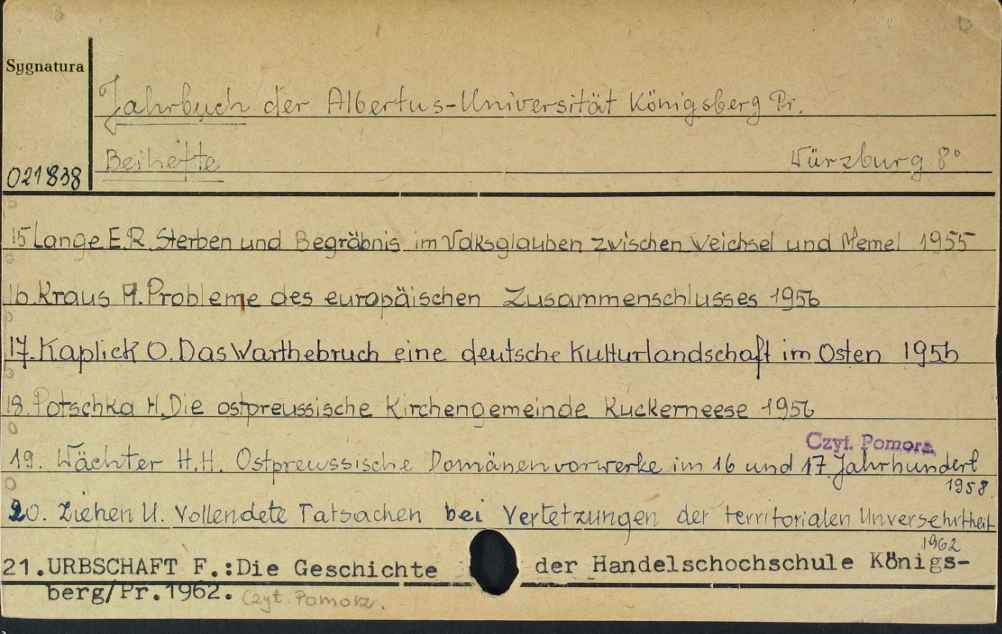 Sygnatura
Jahrbuch der Albertus-Universität Königsberg Pr.
Beihefte Würzburg 8°
021838
15 Lange E.R. Sterben und Begräbnis im Volksglauben zwischen Weichsel und Memel 1955
16. Kraus H. Probleme des europäischen Zusammenschlusses 1956
17. Kaplick O. Das Warthebruch eine deutsche Kulturlandschaft im Osten 1956
18. Potschka H. Die ostpreussische Kirchengemeinde Kuckerneese 1956
Czyt. Pomorz.
19. Wächter H.H. Ostpreussische Domänenvorwerke im 16 und 17 Jahrhundert
1958
20. Ziehen U. Vollendete Tatsachen bei Verletzungen der territorialen Unversehrtheit
1962
21.URBSCHAFT F.:Die Geschichte der Handelschochschule Königs-
berg/Pr.1962. Czyt. Pomorz.